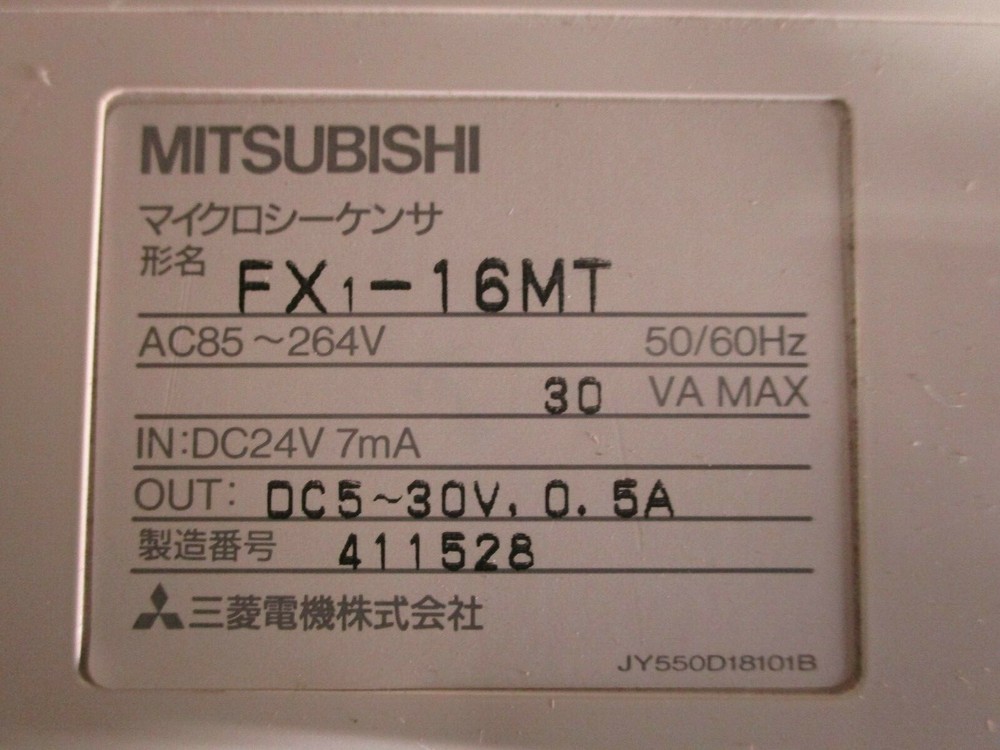 MITSUBISHI
マイクロシーケンサ
形名 FX1-16MT
AC85～264V 50/60Hz
30 VA MAX
IN:DC24V 7mA
OUT: DC5~30V, 0.5A
製造番号 411528
三菱電機株式会社
JY550D18101B